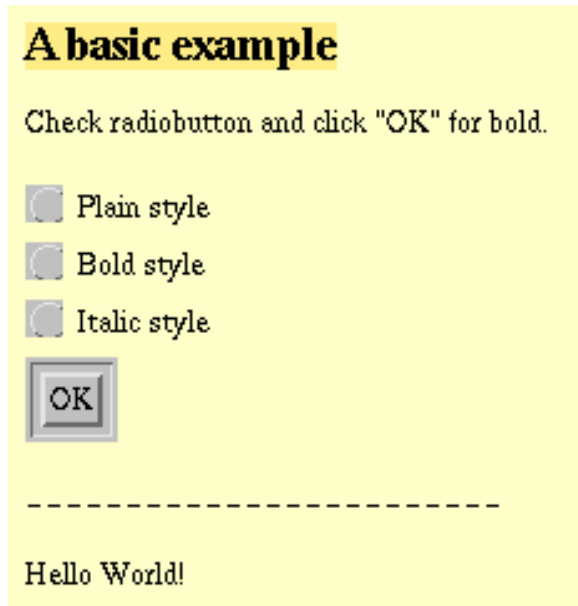 A basic example
Check radiobutton and click "OK" for bold.
Plain style
Bold style
Italic style
OK
------------------------
Hello World!